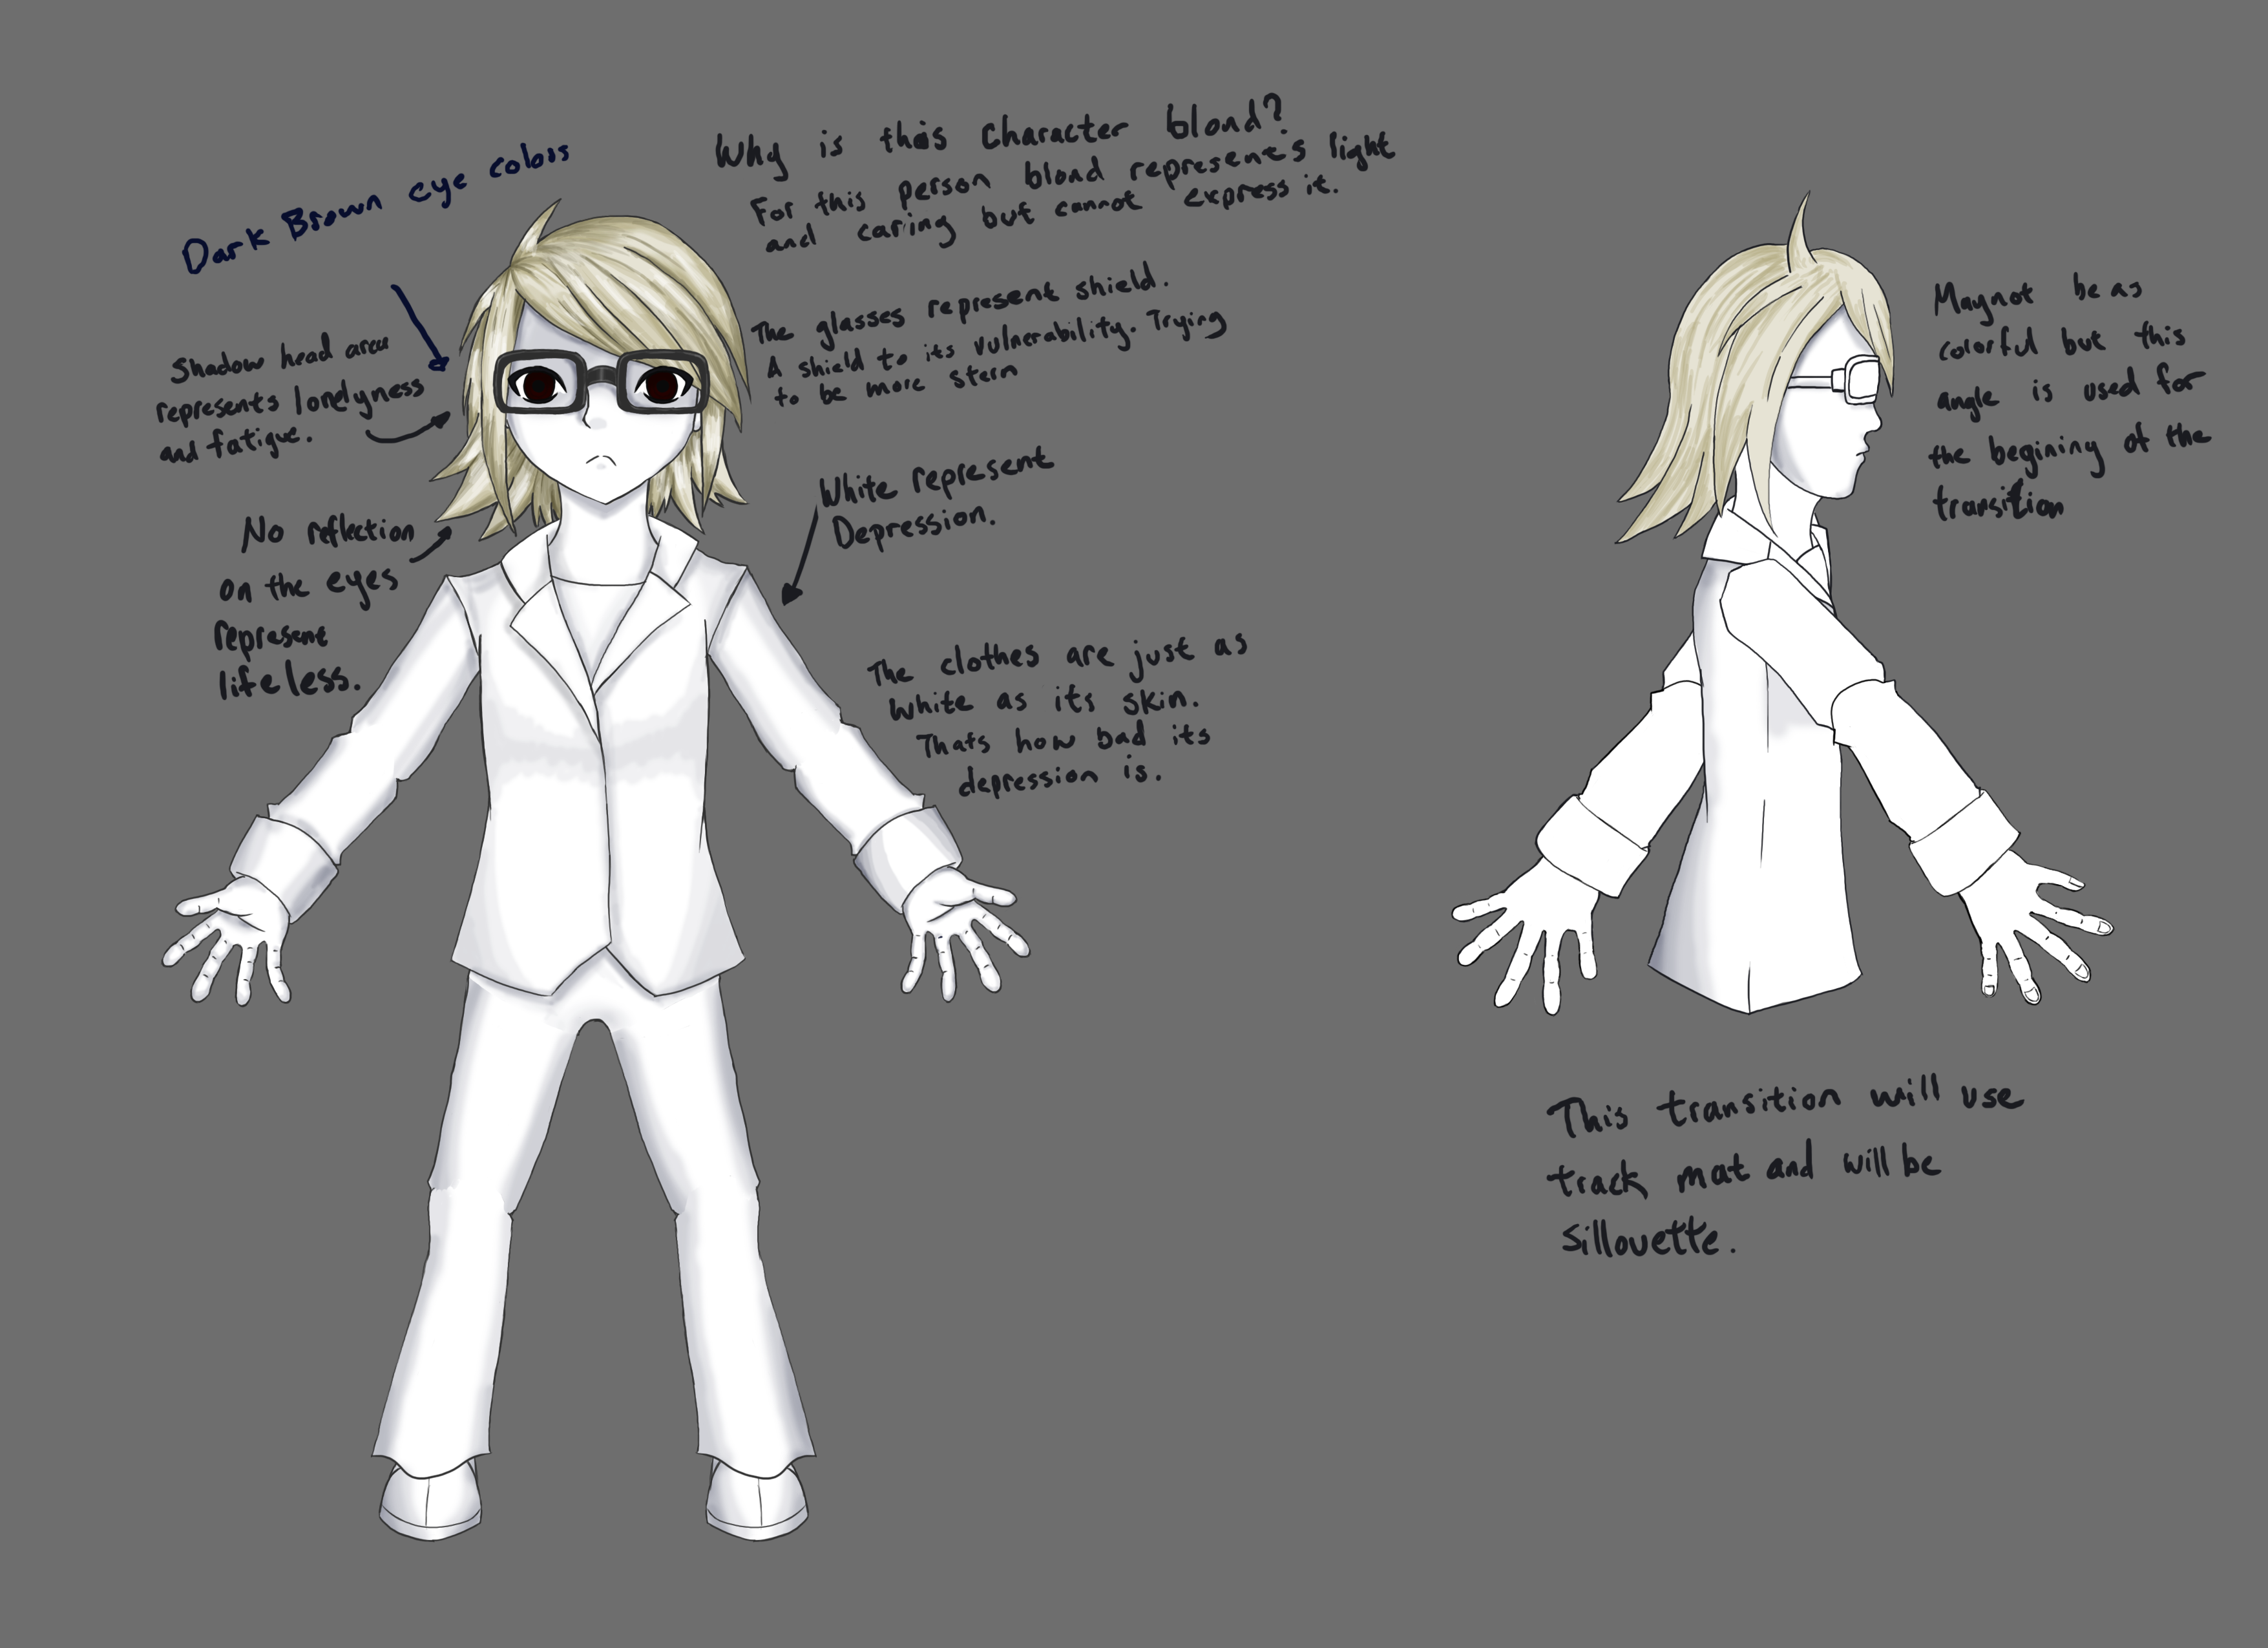 Why is this character blond?
For this person blond represents light
and caring but cannot express it.
Dark Brown eye colors
The glasses represent shield.
A shield to its vulnerability. Trying
to be more stern
Shadow head area
represents lonelyness
and fatigue.
White represent
Depression.
No reflection
on the eyes
represent
lifeless.
The clothes are just as
white as its skin.
Thats how bad its
depression is.
Maynot be as
colorful but this
angle is used for
the begining of the
transition
This transition will use
track mat and will be
sillouette.